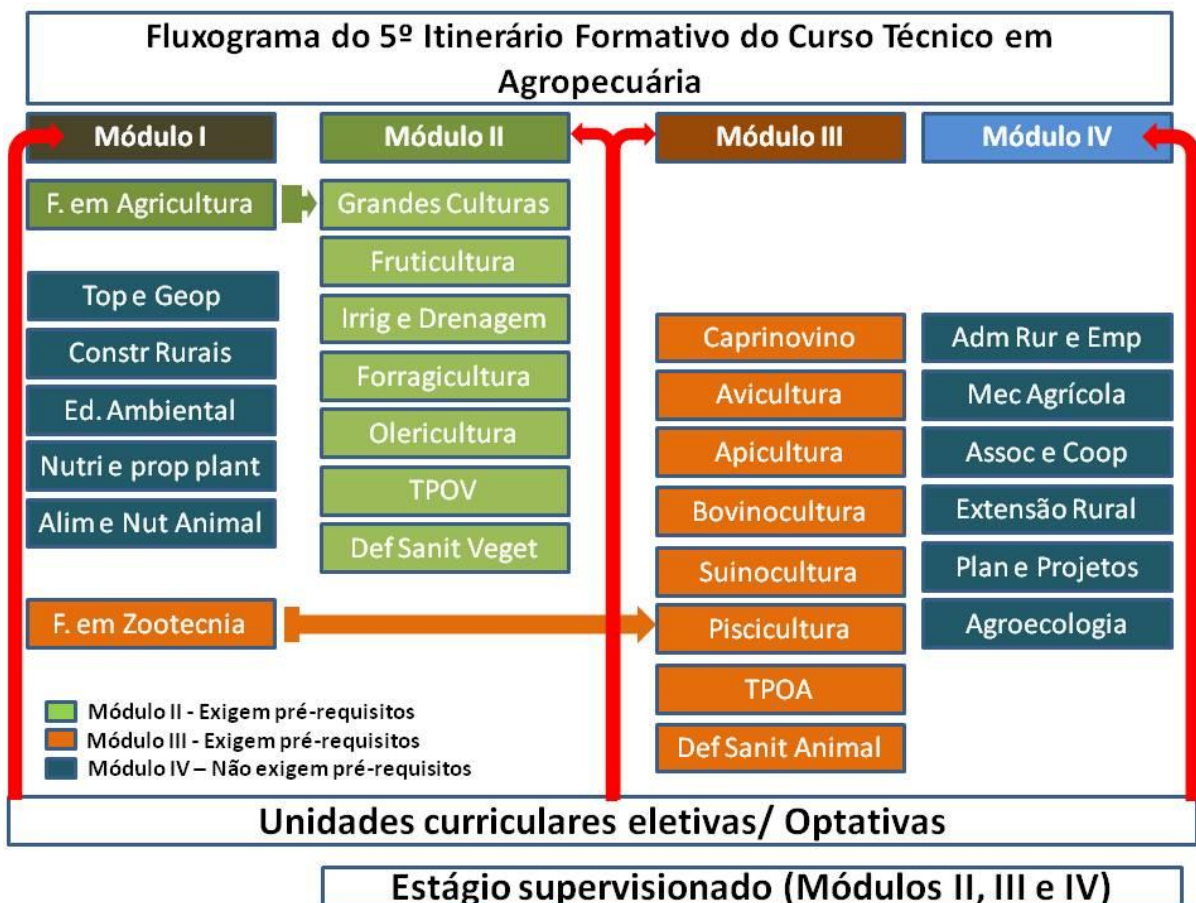 Fluxograma do 5º Itinerário Formativo do Curso Técnico em
Agropecuária
Módulo I
Módulo II
Módulo III
Módulo IV
F. em Agricultura
Top e Geop
Constr Rurais
Ed. Ambiental
Nutri e prop plant
Alim e Nut Animal
F. em Zootecnia
Grandes Culturas
Fruticultura
Irrig e Drenagem
Forragicultura
Olericultura
TPOV
Def Sanit Veget
Caprinovino
Avicultura
Apicultura
Bovinocultura
Suinocultura
Piscicultura
TPOA
Def Sanit Animal
Adm Rur e Emp
Mec Agrícola
Assoc e Coop
Extensão Rural
Plan e Projetos
Agroecologia
Módulo II - Exigem pré-requisitos
Módulo III - Exigem pré-requisitos
Módulo IV – Não exigem pré-requisitos
Unidades curriculares eletivas/ Optativas
Estágio supervisionado (Módulos II, III e IV)